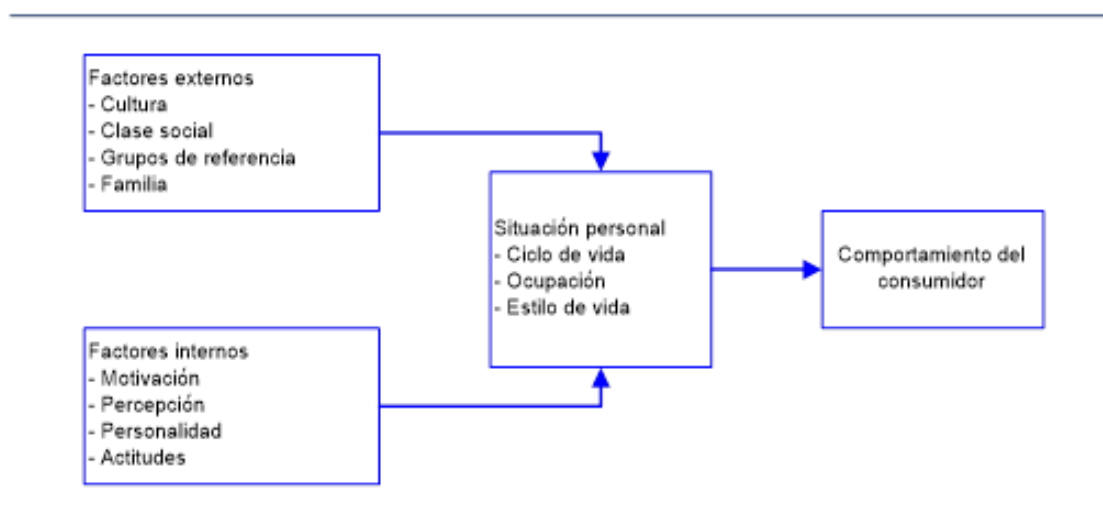 Factores externos
- Cultura
- Clase social
- Grupos de referencia
- Familia
Situación personal
- Ciclo de vida
- Ocupación
- Estilo de vida
Comportamiento del
consumidor
Factores internos
- Motivación
- Percepción
- Personalidad
- Actitudes